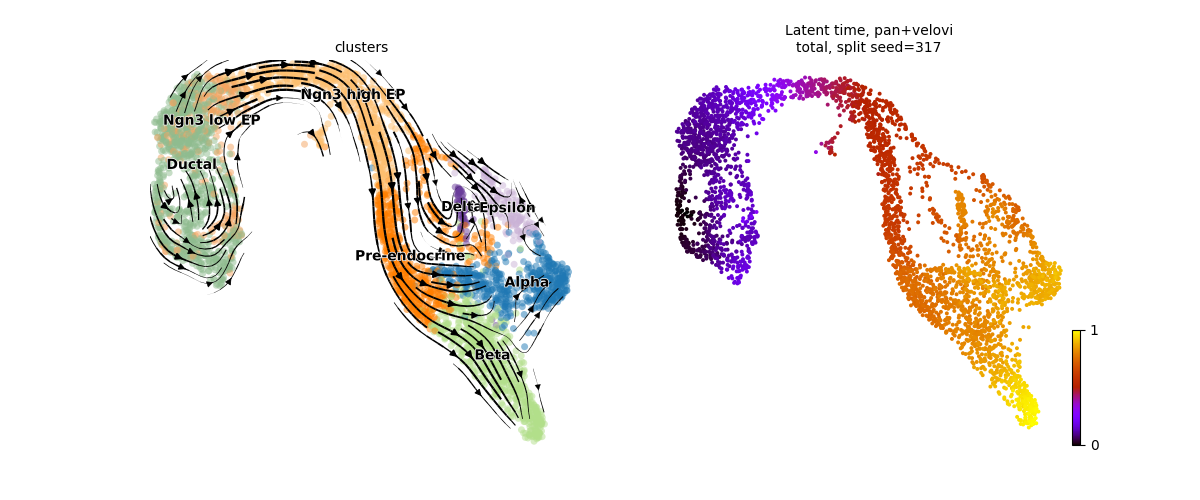 clusters
Ngn3 high EP
Ngn3 low EP
Ductal
Delta
Epsilon
Pre-endocrine
Alpha
Beta
Latent time, pan+velovi
total, split seed=317
1
0